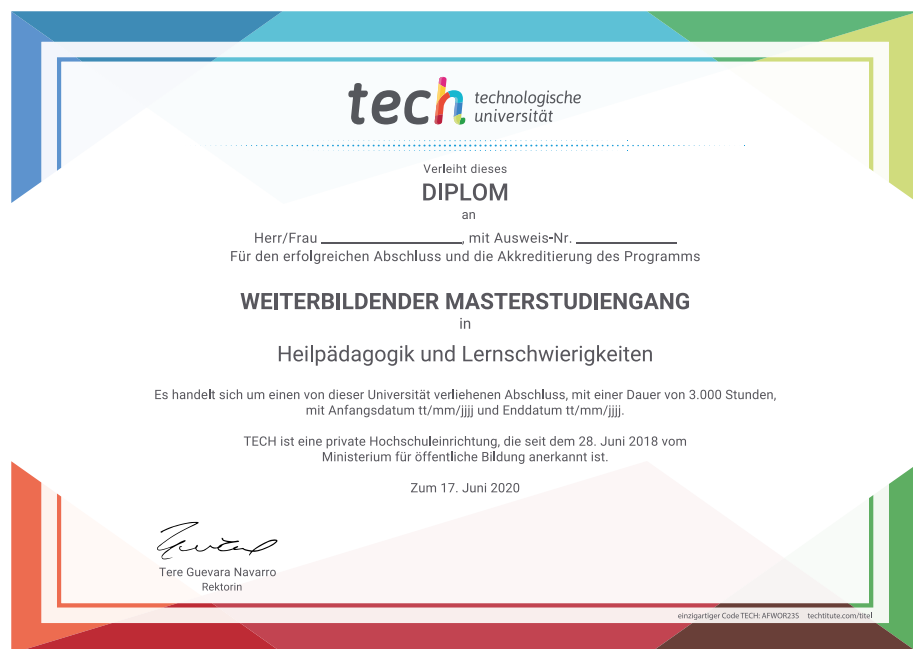 tech technologische
universität
Verleiht dieses
DIPLOM
an
Herr/Frau ____________________, mit Ausweis-Nr. ______________
Für den erfolgreichen Abschluss und die Akkreditierung des Programms
WEITERBILDENDER MASTERSTUDIENGANG
in
Heilpädagogik und Lernschwierigkeiten
Es handelt sich um einen von dieser Universität verliehenen Abschluss, mit einer Dauer von 3.000 Stunden,
mit Anfangsdatum tt/mm/jjjj und Enddatum tt/mm/jjjj.
TECH ist eine private Hochschuleinrichtung, die seit dem 28. Juni 2018 vom
Ministerium für öffentliche Bildung anerkannt ist.
Zum 17. Juni 2020
Tere Guevara Navarro
Rektorin
einzigartiger Code TECH: AFWOR23S techtitute.com/titel